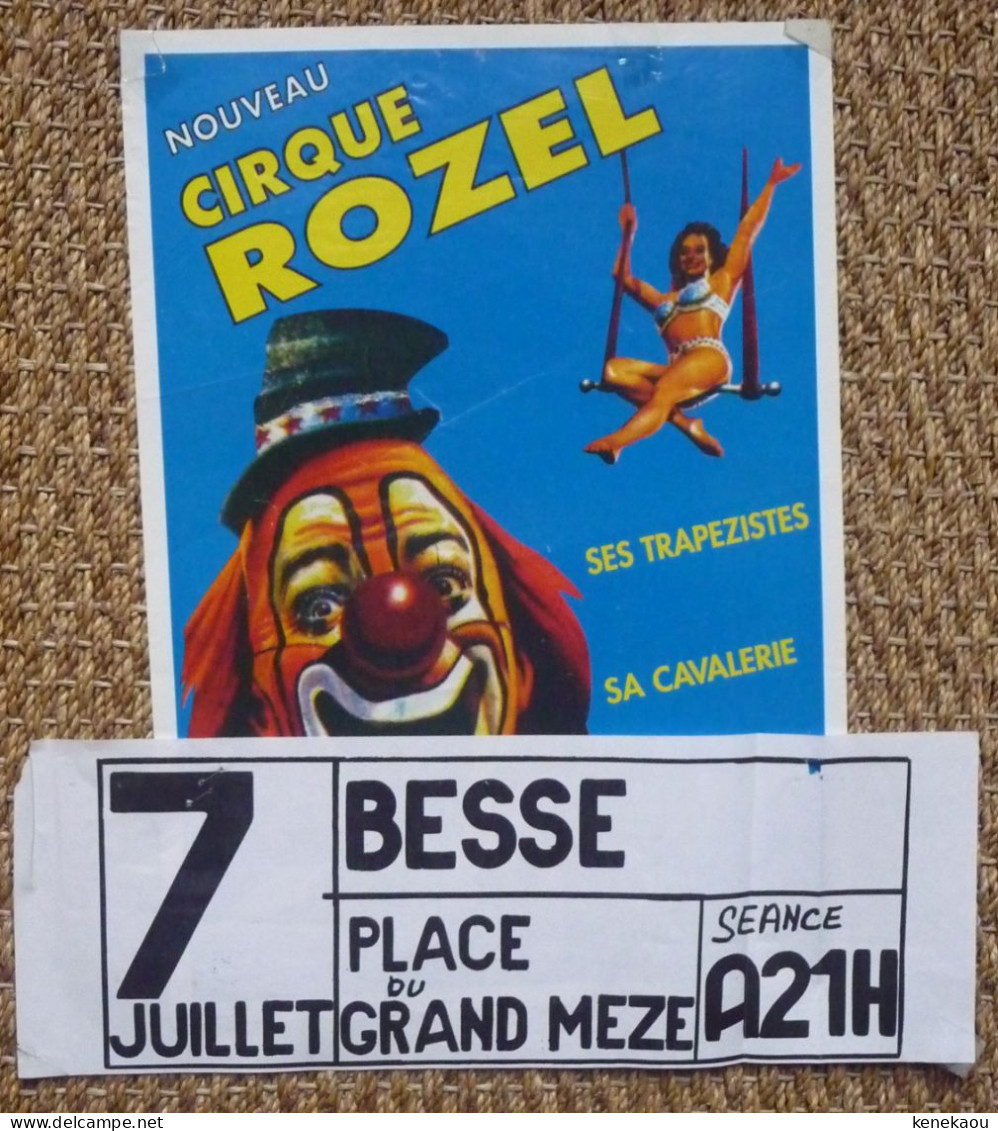 NOUVEAU
CIRQUE
ROZEL
SES TRAPEZISTES
SA CAVALERIE
7
JUILLET
BESSE
PLACE
DU
GRAND MEZE
SEANCE
A21H
delcampe.net
kenekaou